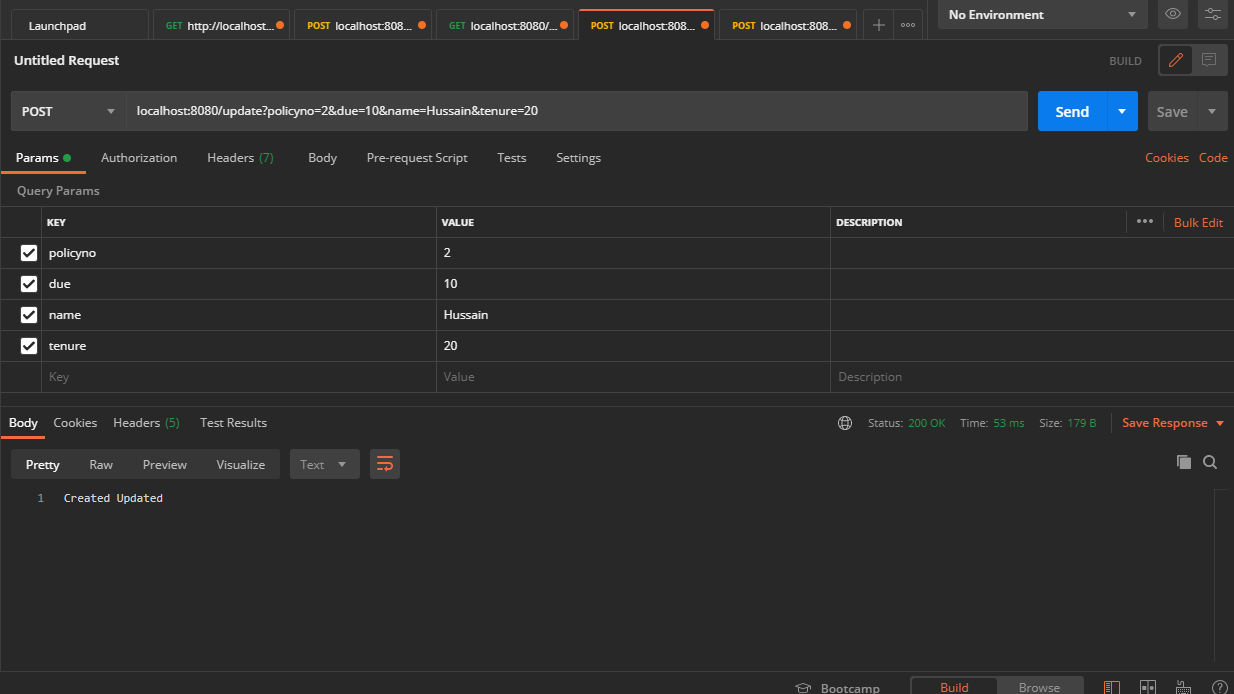 Launchpad GET http://localhost... POST localhost:808... GET localhost:8080/... POST localhost:808... POST localhost:808... No Environment
Untitled Request BUILD
POST localhost:8080/update?policyno=2&due=10&name=Hussain&tenure=20 Send Save
Params Authorization Headers (7) Body Pre-request Script Tests Settings Cookies Code
Query Params
KEY VALUE DESCRIPTION Bulk Edit
policyno 2
due 10
name Hussain
tenure 20
Key Value Description
Body Cookies Headers (5) Test Results Status: 200 OK Time: 53 ms Size: 179 B Save Response
Pretty Raw Preview Visualize Text
1 Created Updated
Bootcamp Build Browse